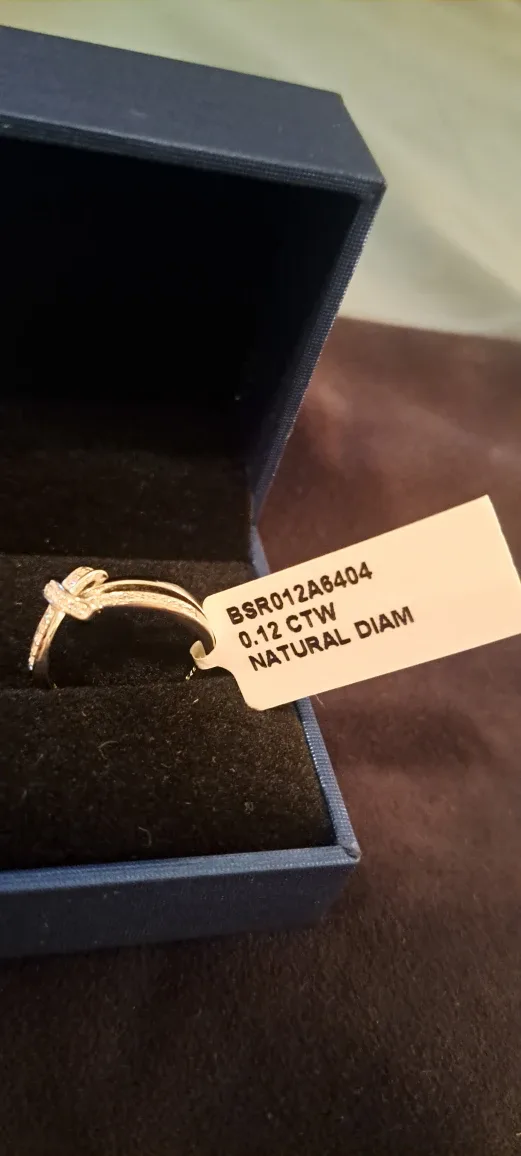 BSR012A6404
0.12 CTW
NATURAL DIAM